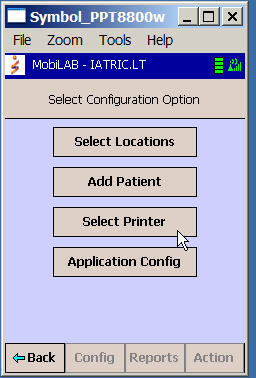 Symbol_PPT8800w
File Zoom Tools Help
MobiLAB - IATRIC.LT
Select Configuration Option
Select Locations
Add Patient
Select Printer
Application Config
Back Config Reports Action